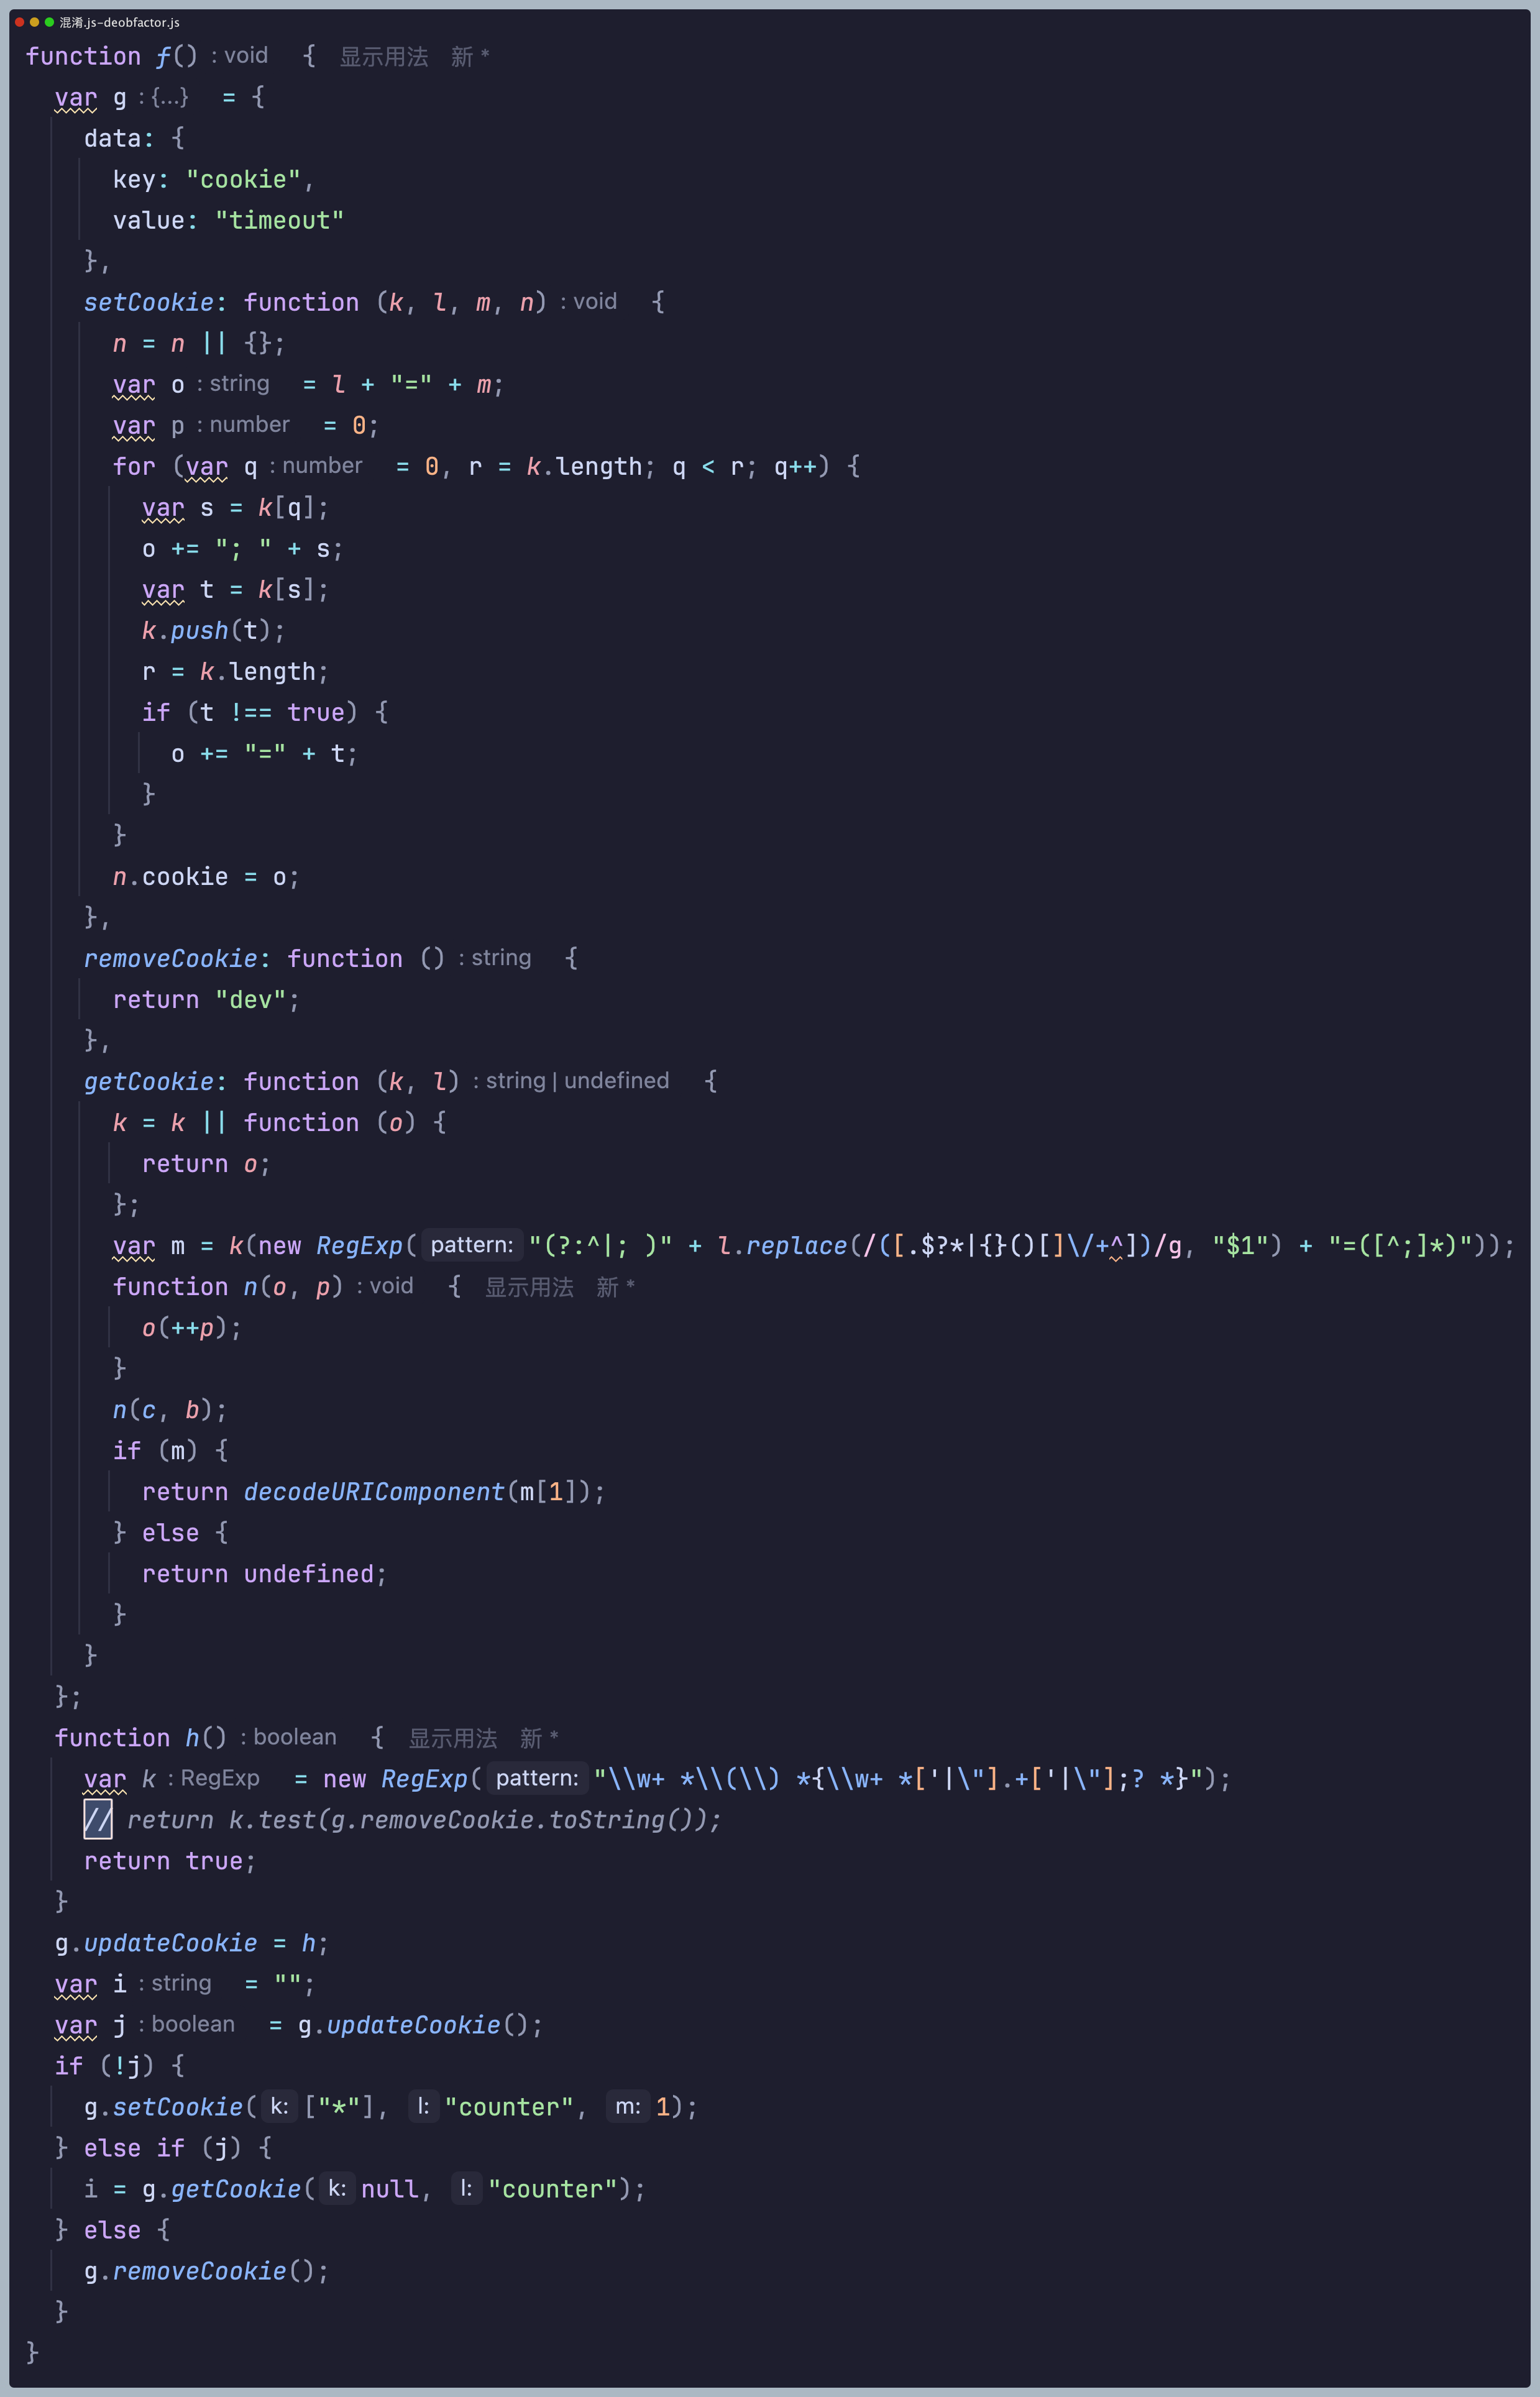 混淆.js-deobfactor.js
function f() : void { 显示用法 新 *
var g : {...} = {
data: {
key: "cookie",
value: "timeout"
},
setCookie: function (k, l, m, n) : void {
n = n || {};
var o : string = l + "=" + m;
var p : number = 0;
for (var q : number = 0, r = k.length; q < r; q++) {
var s = k[q];
o += "; " + s;
var t = k[s];
k.push(t);
r = k.length;
if (t !== true) {
o += "=" + t;
}
}
n.cookie = o;
},
removeCookie: function () : string {
return "dev";
},
getCookie: function (k, l) : string | undefined {
k = k || function (o) {
return o;
};
var m = k(new RegExp( pattern: "(?:^|; )" + l.replace(/([.$?*|{}()[]\/+^])/g, "$1") + "=([^;]*)"));
function n(o, p) : void { 显示用法 新 *
o(++p);
}
n(c, b);
if (m) {
return decodeURIComponent(m[1]);
} else {
return undefined;
}
}
};
function h() : boolean { 显示用法 新 *
var k : RegExp = new RegExp( pattern: "\\w+ *\\(\\) *{\\w+ *['|\"].+['|\"];? *}");
// return k.test(g.removeCookie.toString());
return true;
}
g.updateCookie = h;
var i : string = "";
var j : boolean = g.updateCookie();
if (!j) {
g.setCookie( k: ["*"], l: "counter", m: 1);
} else if (j) {
i = g.getCookie( k: null, l: "counter");
} else {
g.removeCookie();
}
}